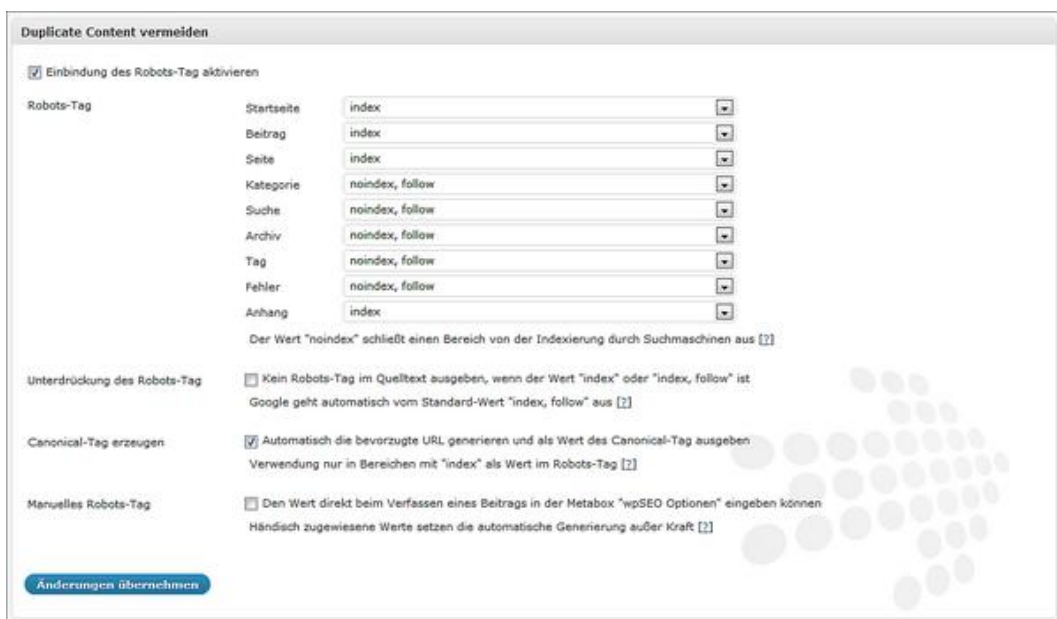 Duplicate Content vermeiden
Einbindung des Robots-Tag aktivieren
Robots-Tag
Startseite index
Beitrag index
Seite index
Kategorie noindex, follow
Suche noindex, follow
Archiv noindex, follow
Tag noindex, follow
Fehler noindex, follow
Anhang index
Der Wert "noindex" schließt einen Bereich von der Indexierung durch Suchmaschinen aus [?]
Unterdrückung des Robots-Tag
Kein Robots-Tag im Quelltext ausgeben, wenn der Wert "index" oder "index, follow" ist
Google geht automatisch vom Standard-Wert "index, follow" aus [?]
Canonical-Tag erzeugen
Automatisch die bevorzugte URL generieren und als Wert des Canonical-Tag ausgeben
Verwendung nur in Bereichen mit "index" als Wert im Robots-Tag [?]
Manuelles Robots-Tag
Den Wert direkt beim Verfassen eines Beitrags in der Metabox "wpSEO Optionen" eingeben können
Händisch zugewiesene Werte setzen die automatische Generierung außer Kraft [?]
Änderungen übernehmen